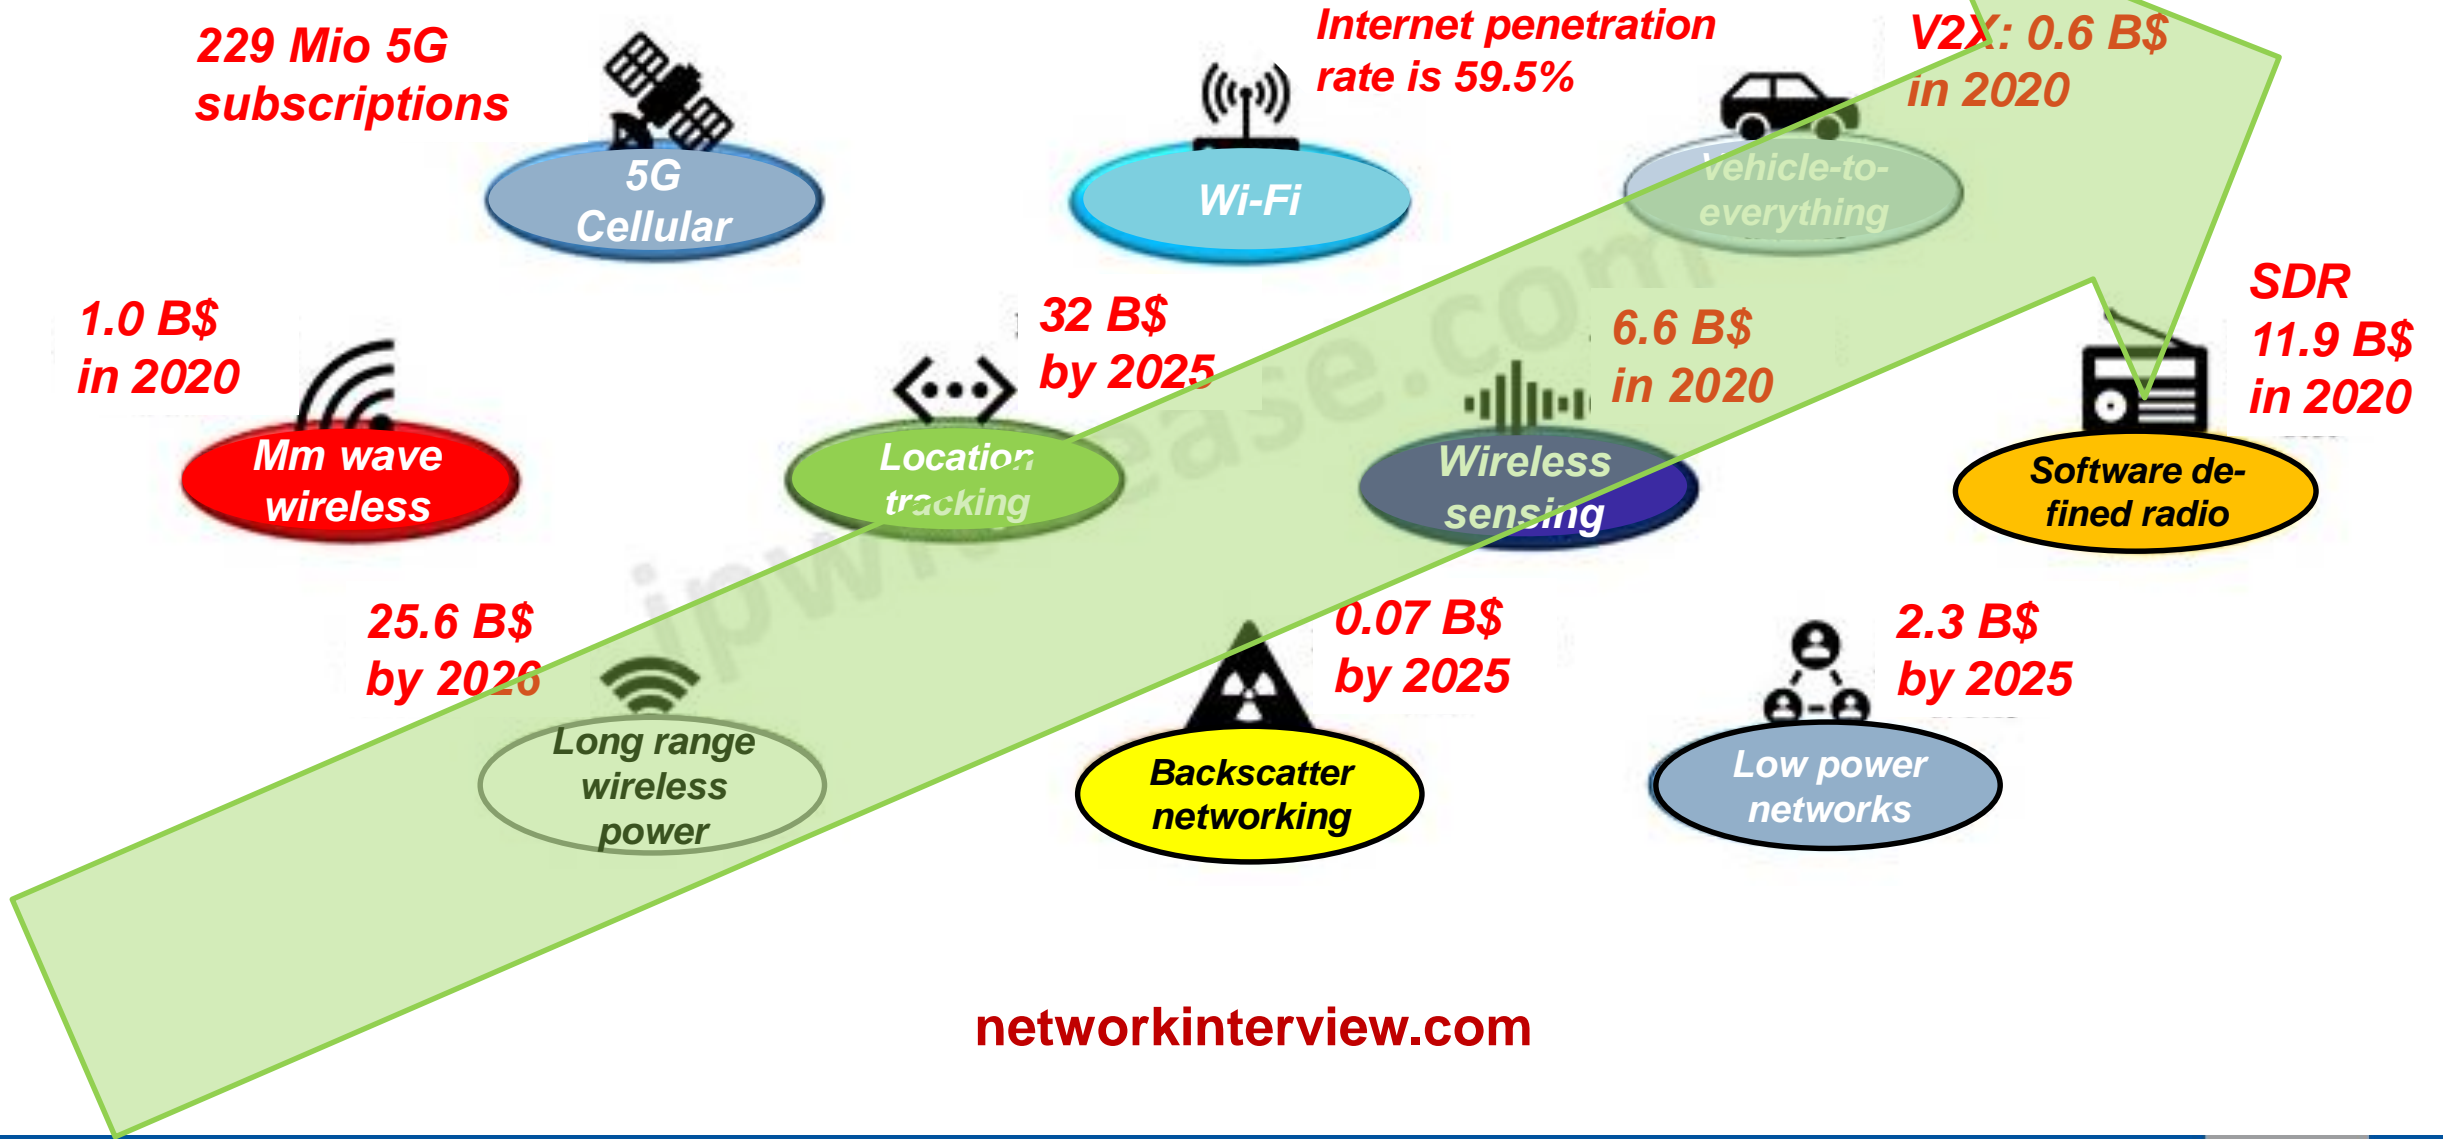 229 Mio 5G
subscriptions
Internet penetration
rate is 59.5%
V2X: 0.6 B$
in 2020
5G
Cellular
Wi-Fi
Vehicle-to-
everything
1.0 B$
in 2020
32 B$
by 2025
6.6 B$
in 2020
SDR
11.9 B$
in 2020
Mm wave
wireless
Location
tracking
Wireless
sensing
Software de-
fined radio
25.6 B$
by 2026
0.07 B$
by 2025
2.3 B$
by 2025
Long range
wireless
power
Backscatter
networking
Low power
networks
networkinterview.com